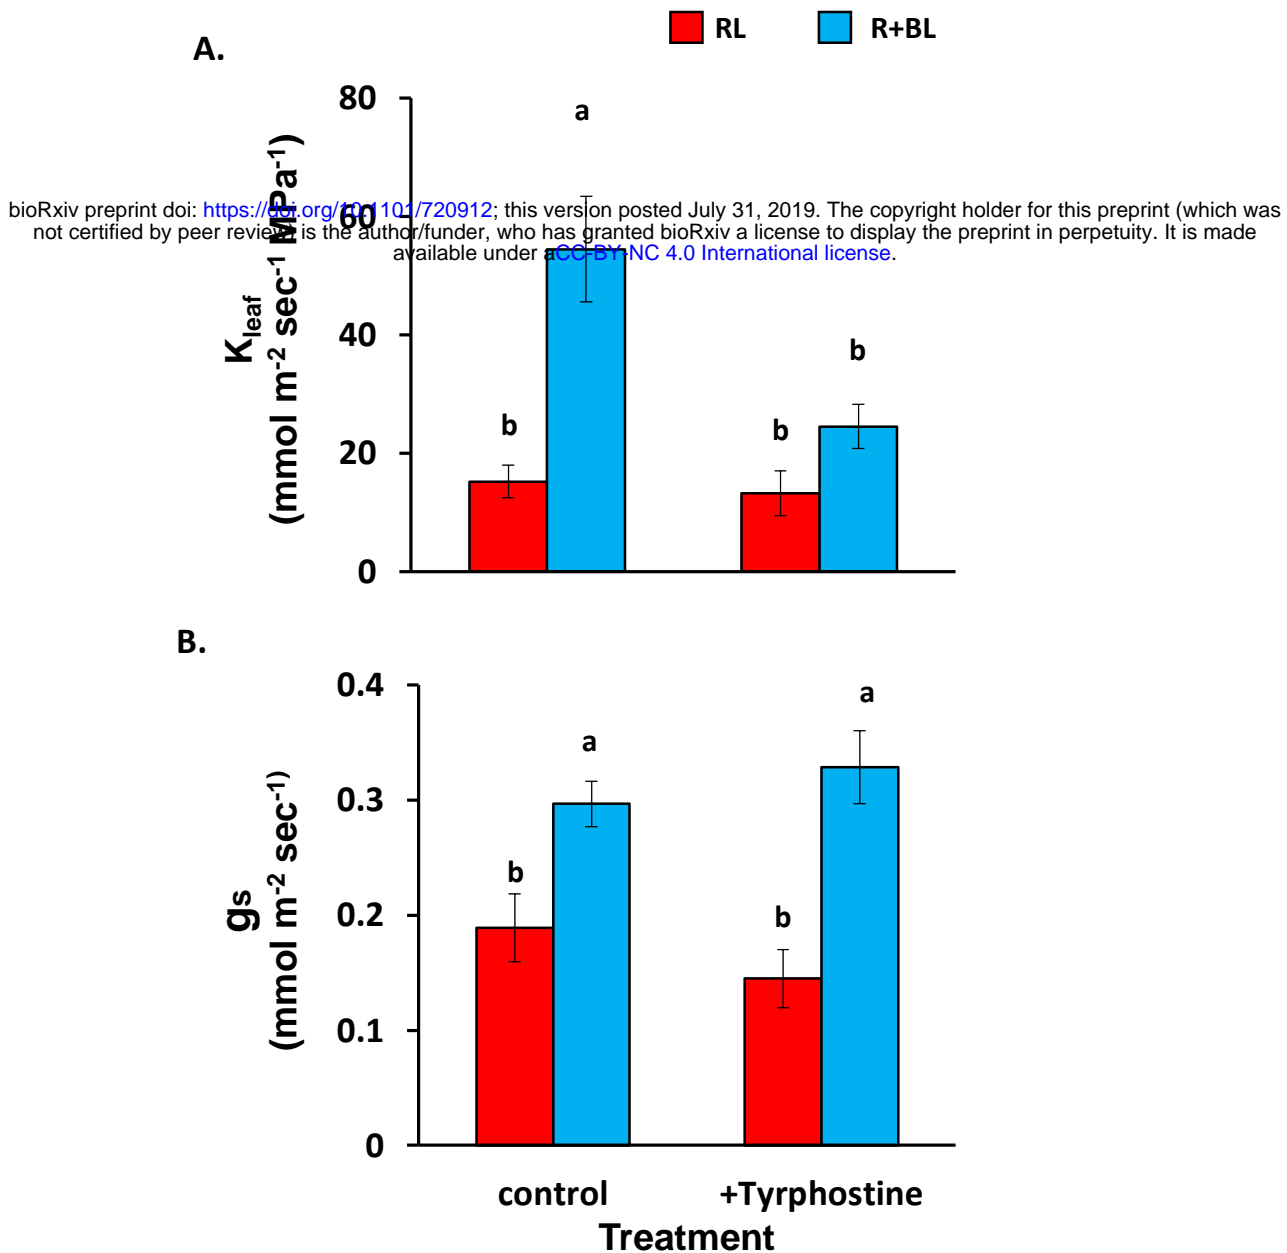 RL R+BL
A.
80
a
bioRxiv preprint doi: https://doi.org/10.1101/720912; this version posted July 31, 2019. The copyright holder for this preprint (which was
not certified by peer review) is the author/funder, who has granted bioRxiv a license to display the preprint in perpetuity. It is made
available under aCC-BY-NC 4.0 International license.
60
40
20
0
Kleaf
(mmol m-2 sec-1 MPa-1)
b
b
b
B.
0.4
0.3
0.2
0.1
0
gs
(mmol m-2 sec-1)
b
a
b
a
control +Tyrphostine
Treatment